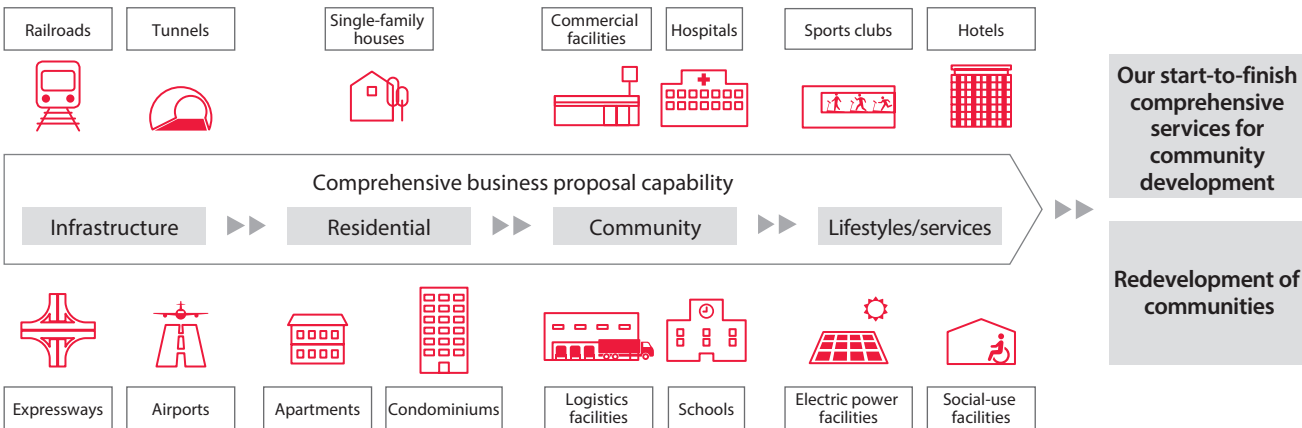 Railroads
Tunnels
Single-family
houses
Commercial
facilities
Hospitals
Sports clubs
Hotels
Comprehensive business proposal capability
Infrastructure
Residential
Community
Lifestyles/services
Our start-to-finish
comprehensive
services for
community
development
Redevelopment of
communities
Expressways
Airports
Apartments
Condominiums
Logistics
facilities
Schools
Electric power
facilities
Social-use
facilities